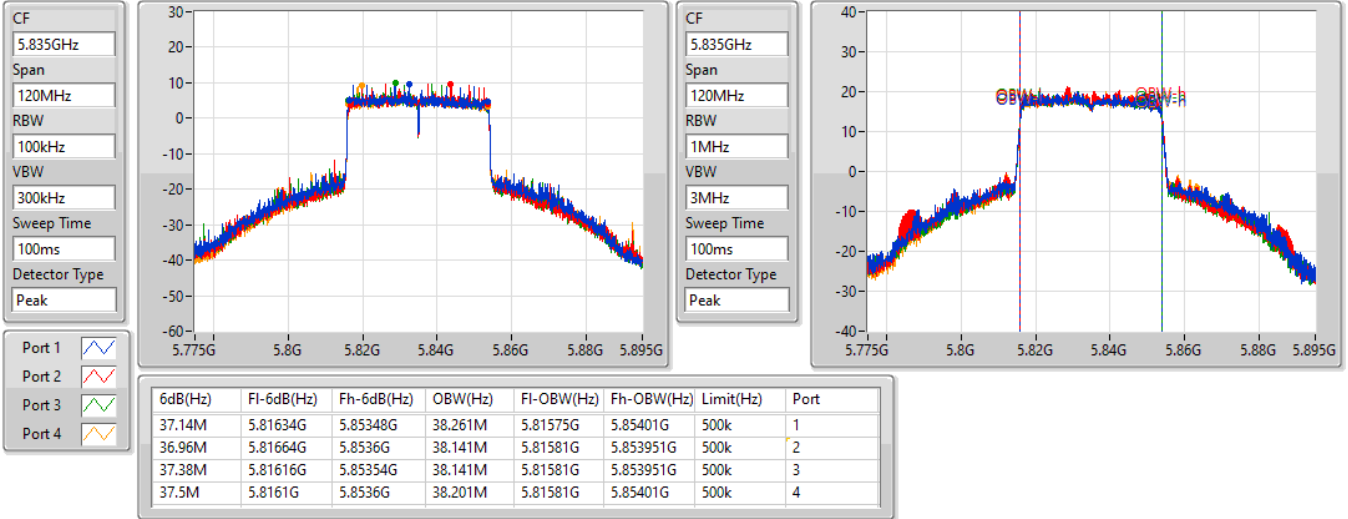 CF
5.835GHz
Span
120MHz
RBW
100kHz
VBW
300kHz
Sweep Time
100ms
Detector Type
Peak
30
20
10
0
-10
-20
-30
-40
-50
-60
5.775G 5.8G 5.82G 5.84G 5.86G 5.88G 5.895G
CF
5.835GHz
Span
120MHz
RBW
1MHz
VBW
3MHz
Sweep Time
100ms
Detector Type
Peak
40
30
20
10
0
-10
-20
-30
-40
OBW-h
5.775G 5.8G 5.82G 5.84G 5.86G 5.88G 5.895G
Port 1
Port 2
Port 3
Port 4
6dB(Hz) Fl-6dB(Hz) Fh-6dB(Hz) OBW(Hz) Fl-OBW(Hz) Fh-OBW(Hz) Limit(Hz) Port
37.14M 5.81634G 5.85348G 38.261M 5.81575G 5.85401G 500k 1
36.96M 5.81664G 5.8536G 38.141M 5.81581G 5.853951G 500k 2
37.38M 5.81616G 5.85354G 38.141M 5.81581G 5.853951G 500k 3
37.5M 5.8161G 5.8536G 38.201M 5.81581G 5.85401G 500k 4